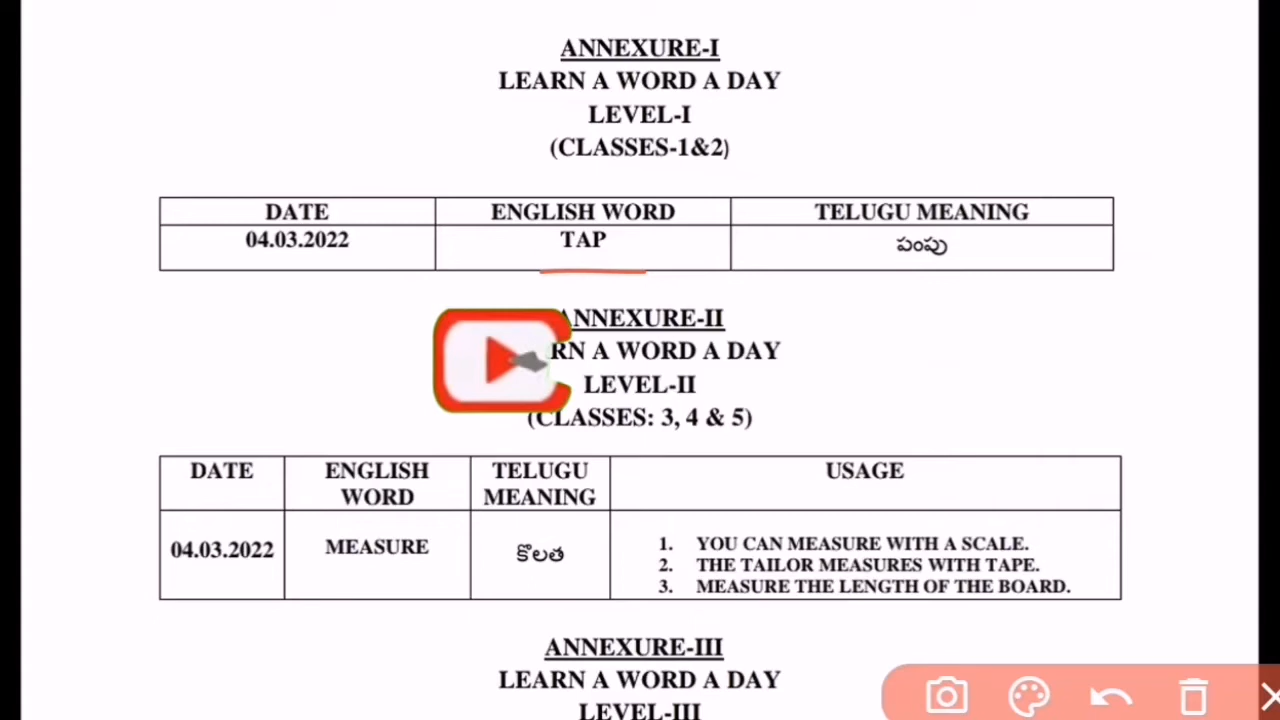 ANNEXURE-I
LEARN A WORD A DAY
LEVEL-I
(CLASSES-1&2)
DATE ENGLISH WORD TELUGU MEANING
04.03.2022 TAP పంపు
ANNEXURE-II
A WORD A DAY
LEVEL-II
(CLASSES: 3, 4 & 5)
DATE ENGLISH WORD TELUGU MEANING USAGE
04.03.2022 MEASURE కొలత
1. YOU CAN MEASURE WITH A SCALE.
2. THE TAILOR MEASURES WITH TAPE.
3. MEASURE THE LENGTH OF THE BOARD.
ANNEXURE-III
LEARN A WORD A DAY
LEVEL-III